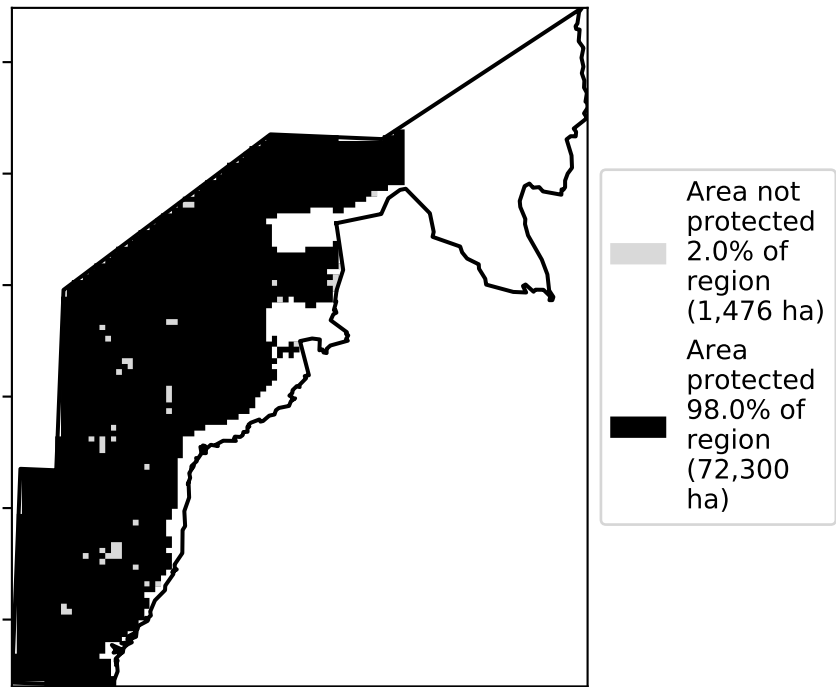 Area not
protected
2.0% of
region
(1,476 ha)
Area
protected
98.0% of
region
(72,300
ha)